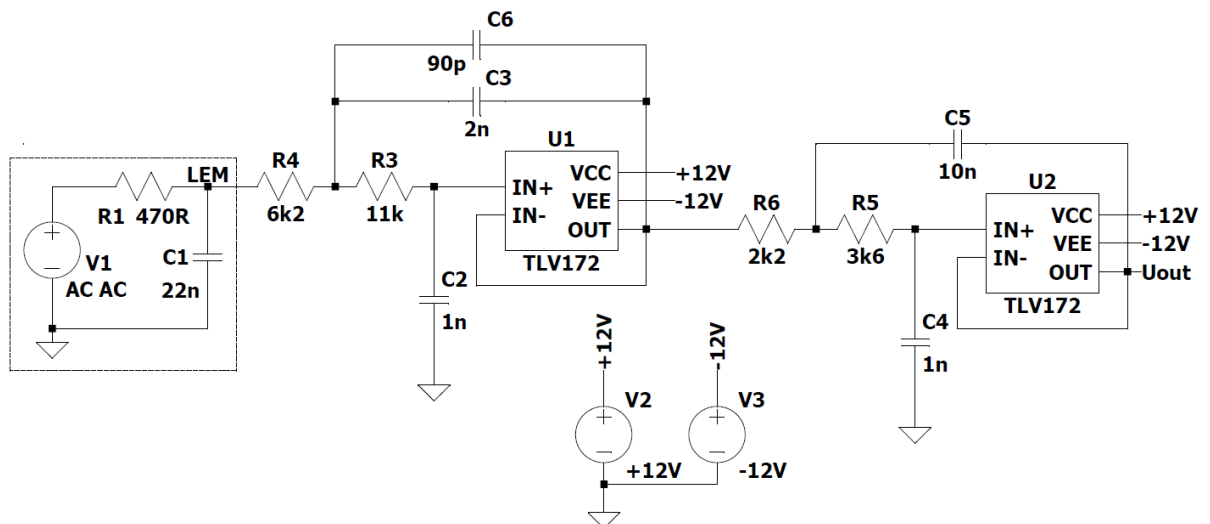 C6
90p
C3
2n
C5
10n
U1
VCC
VEE
OUT
IN+
IN-
TLV172
+12V
-12V
LEM
R4
6k2
R3
11k
R1 470R
C1
22n
V1
AC AC
C2
1n
R6
2k2
R5
3k6
U2
VCC
VEE
OUT
IN+
IN-
TLV172
+12V
-12V
Uout
C4
1n
+12V
-12V
V2
+12V
V3
-12V